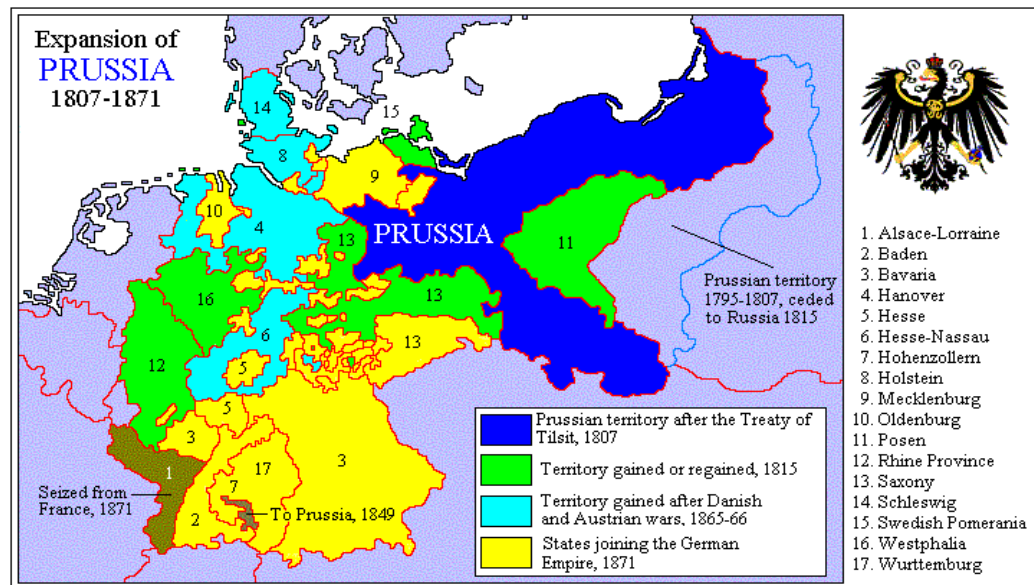 Expansion of
PRUSSIA
1807-1871
14
15
8
9
10
4
PRUSSIA
13
11
16
13
Prussian territory
1795-1807, ceded
to Russia 1815
6
13
12
5
5
3
1
17
3
Seized from
France, 1871
7
2
To Prussia, 1849
Prussian territory after the Treaty of
Tilsit, 1807
Territory gained or regained, 1815
Territory gained after Danish
and Austrian wars, 1865-66
States joining the German
Empire, 1871
1. Alsace-Lorraine
2. Baden
3. Bavaria
4. Hanover
5. Hesse
6. Hesse-Nassau
7. Hohenzollern
8. Holstein
9. Mecklenburg
10. Oldenburg
11. Posen
12. Rhine Province
13. Saxony
14. Schleswig
15. Swedish Pomerania
16. Westphalia
17. Wurttemburg